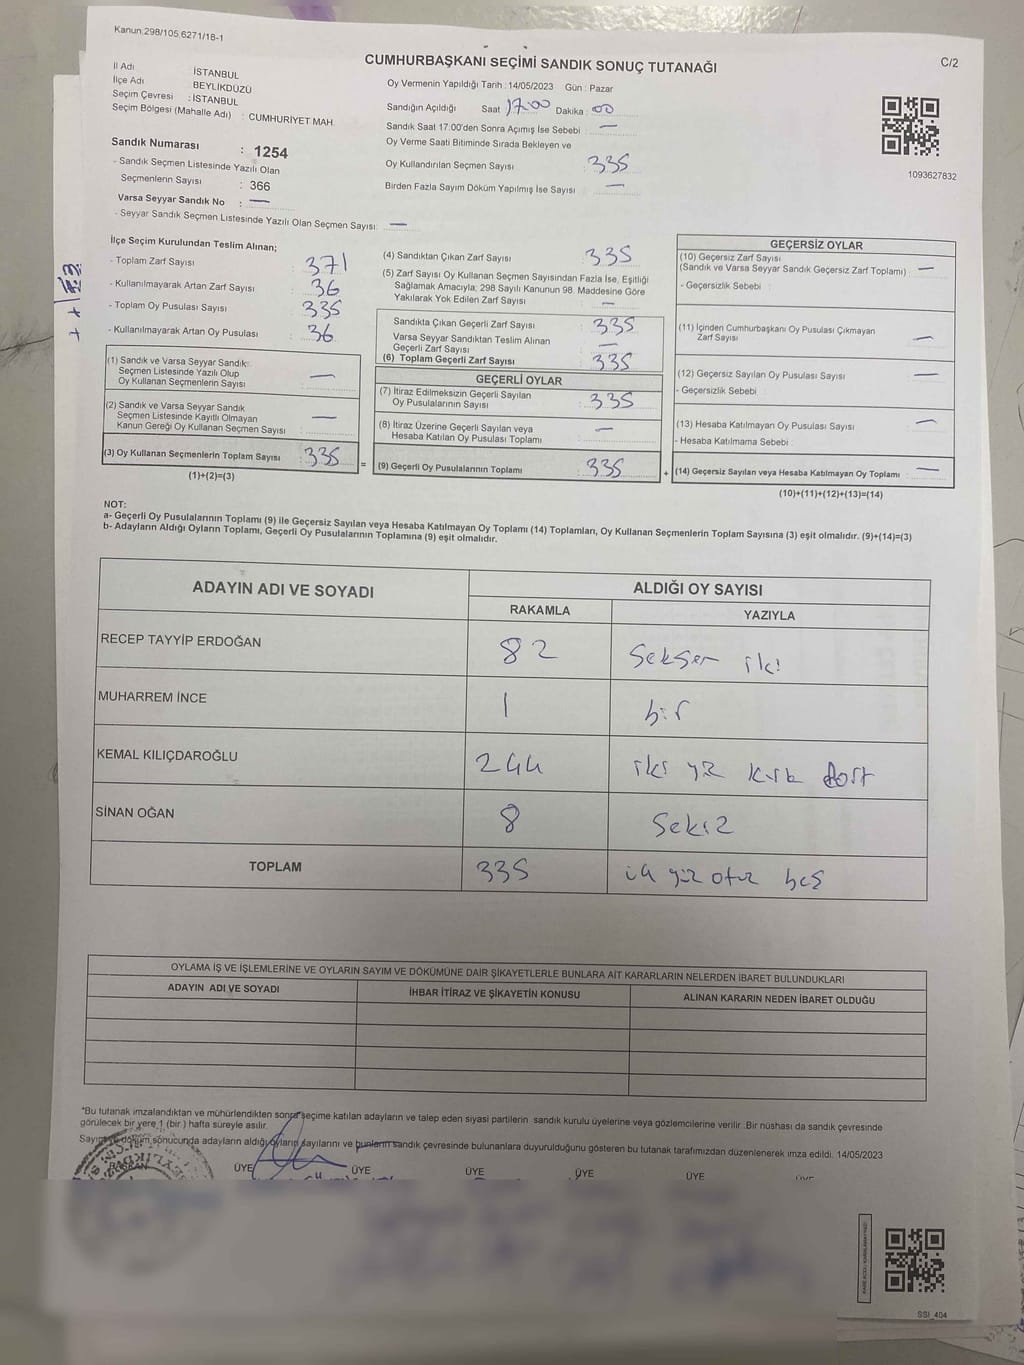 Kanun:298/105,6271/18-1
CUMHURBAŞKANI SEÇİMİ SANDIK SONUÇ TUTANAĞI
C/2
İl Adı : İSTANBUL
İlçe Adı : BEYLİKDÜZÜ
Seçim Çevresi : İSTANBUL
Seçim Bölgesi (Mahalle Adı) : CUMHURİYET MAH.
Oy Vermenin Yapıldığı Tarih : 14/05/2023 Gün : Pazar
Sandığın Açıldığı Saat 17:00 Dakika : 00
Sandık Saat 17:00'den Sonra Açılmış İse Sebebi : —
Oy Verme Saati Bitiminde Sırada Bekleyen ve
Oy Kullandırılan Seçmen Sayısı : 335
Birden Fazla Sayım Döküm Yapılmış İse Sayısı : —
1093627832
Sandık Numarası : 1254
- Sandık Seçmen Listesinde Yazılı Olan
Seçmenlerin Sayısı : 366
Varsa Seyyar Sandık No : —
- Seyyar Sandık Seçmen Listesinde Yazılı Olan Seçmen Sayısı: —
İlçe Seçim Kurulundan Teslim Alınan;
- Toplam Zarf Sayısı : 371
- Kullanılmayarak Artan Zarf Sayısı : 36
- Toplam Oy Pusulası Sayısı : 335
- Kullanılmayarak Artan Oy Pusulası : 36
(1) Sandık ve Varsa Seyyar Sandık
Seçmen Listesinde Yazılı Olup
Oy Kullanan Seçmenlerin Sayısı : —
(2) Sandık ve Varsa Seyyar Sandık
Seçmen Listesinde Kayıtlı Olmayan
Kanun Gereği Oy Kullanan Seçmen Sayısı : —
(3) Oy Kullanan Seçmenlerin Toplam Sayısı : 335
(1)+(2)=(3)
=
(4) Sandıktan Çıkan Zarf Sayısı : 335
(5) Zarf Sayısı Oy Kullanan Seçmen Sayısından Fazla İse, Eşitliği
Sağlamak Amacıyla; 298 Sayılı Kanunun 98. Maddesine Göre
Yakılarak Yok Edilen Zarf Sayısı : —
Sandıkta Çıkan Geçerli Zarf Sayısı : 335
Varsa Seyyar Sandıktan Teslim Alınan
Geçerli Zarf Sayısı : —
(6) Toplam Geçerli Zarf Sayısı : 335
GEÇERLİ OYLAR
(7) İtiraz Edilmeksizin Geçerli Sayılan
Oy Pusulalarının Sayısı : 335
(8) İtiraz Üzerine Geçerli Sayılan veya
Hesaba Katılan Oy Pusulası Toplamı : —
(9) Geçerli Oy Pusulalarının Toplamı : 335
+
GEÇERSİZ OYLAR
(10) Geçersiz Zarf Sayısı
(Sandık ve Varsa Seyyar Sandık Geçersiz Zarf Toplamı) : —
- Geçersizlik Sebebi :
(11) İçinden Cumhurbaşkanı Oy Pusulası Çıkmayan
Zarf Sayısı : —
(12) Geçersiz Sayılan Oy Pusulası Sayısı : —
- Geçersizlik Sebebi :
(13) Hesaba Katılmayan Oy Pusulası Sayısı : —
- Hesaba Katılmama Sebebi :
(14) Geçersiz Sayılan veya Hesaba Katılmayan Oy Toplamı : —
(10)+(11)+(12)+(13)=(14)
NOT:
a- Geçerli Oy Pusulalarının Toplamı (9) ile Geçersiz Sayılan veya Hesaba Katılmayan Oy Toplamı (14) Toplamları, Oy Kullanan Seçmenlerin Toplam Sayısına (3) eşit olmalıdır. (9)+(14)=(3)
b- Adayların Aldığı Oyların Toplamı, Geçerli Oy Pusulalarının Toplamına (9) eşit olmalıdır.
ADAYIN ADI VE SOYADI ALDIĞI OY SAYISI
RAKAMLA YAZIYLA
RECEP TAYYİP ERDOĞAN 82 Seksen iki
MUHARREM İNCE 1 bir
KEMAL KILIÇDAROĞLU 244 iki yüz kırk dört
SİNAN OĞAN 8 Sekiz
TOPLAM 335 üç yüz otuz beş
OYLAMA İŞ VE İŞLEMLERİNE VE OYLARIN SAYIM VE DÖKÜMÜNE DAİR ŞİKAYETLERLE BUNLARA AİT KARARLARIN NELERDEN İBARET BULUNDUKLARI
ADAYIN ADI VE SOYADI İHBAR İTİRAZ VE ŞİKAYETİN KONUSU ALINAN KARARIN NEDEN İBARET OLDUĞU
*Bu tutanak imzalandıktan ve mühürlendikten sonra seçime katılan adayların ve talep eden siyasi partilerin sandık kurulu üyelerine veya gözlemcilerine verilir. Bir nüshası da sandık çevresinde
görülecek bir yere 1 (bir) hafta süreyle asılır.
Sayım ve döküm sonucunda adayların aldığı oyların sayılarını ve bunların sandık çevresinde bulunanlara duyurulduğunu gösteren bu tutanak tarafımızdan düzenlenerek imza edildi. 14/05/2023
BAŞKAN ÜYE ÜYE ÜYE ÜYE ÜYE
SSI_404